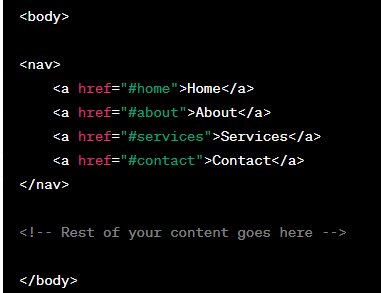 <body>
<nav>
<a href="#home">Home</a>
<a href="#about">About</a>
<a href="#services">Services</a>
<a href="#contact">Contact</a>
</nav>
<!-- Rest of your content goes here -->
</body>